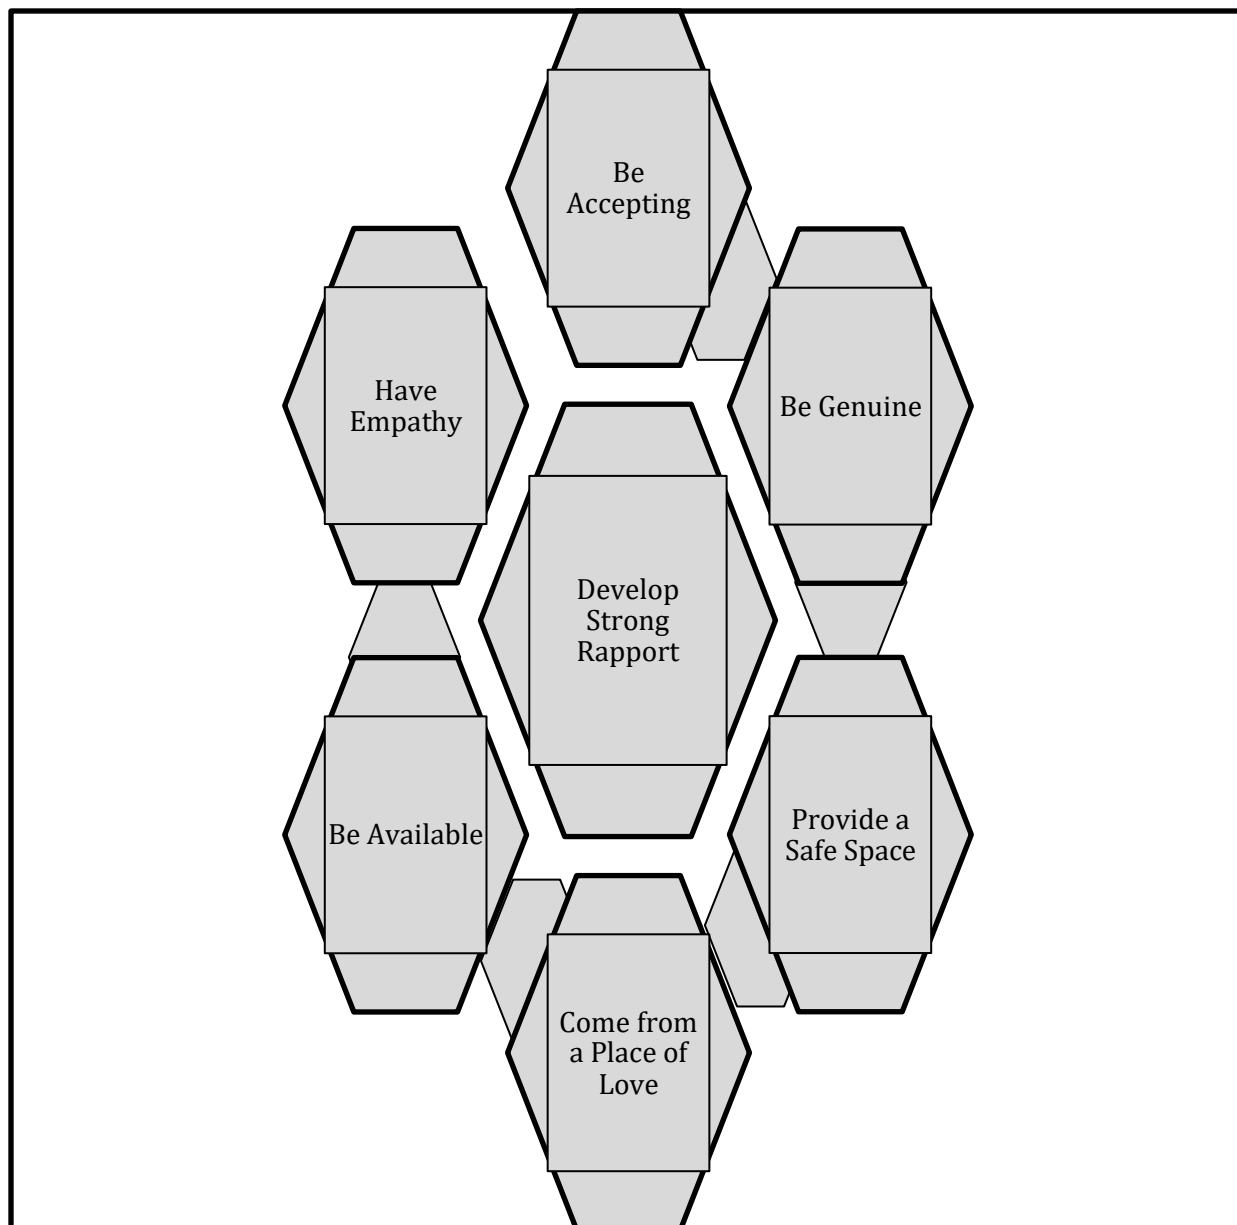 Be
Accepting
Have
Empathy
Be Genuine
Develop
Strong
Rapport
Be Available
Provide a
Safe Space
Come from
a Place of
Love